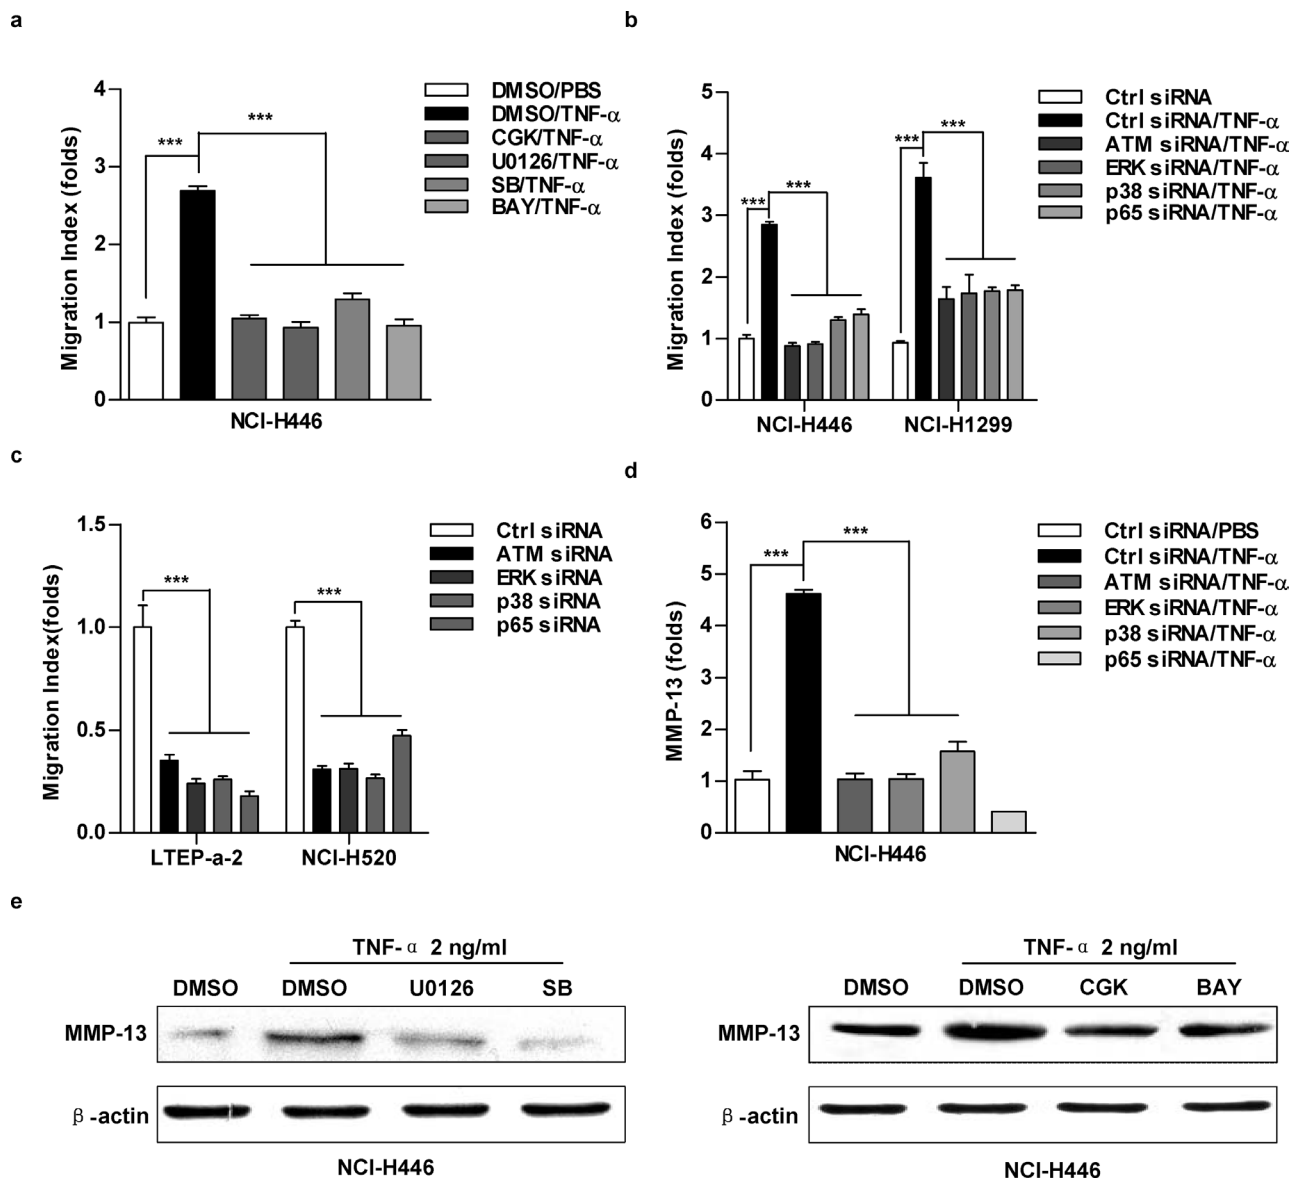 a
4
3
2
1
0
Migration Index (folds)
***
***
DMSO/PBS
DMSO/TNF-α
CGK/TNF-α
U0126/TNF-α
SB/TNF-α
BAY/TNF-α
NCI-H446
b
5
4
3
2
1
0
Migration Index (folds)
***
***
***
***
Ctrl siRNA
Ctrl siRNA/TNF-α
ATM siRNA/TNF-α
ERK siRNA/TNF-α
p38 siRNA/TNF-α
p65 siRNA/TNF-α
NCI-H446
NCI-H1299
c
1.5
1.0
0.5
0.0
Migration Index(folds)
***
***
Ctrl siRNA
ATM siRNA
ERK siRNA
p38 siRNA
p65 siRNA
LTEP-a-2
NCI-H520
d
6
5
4
3
2
1
0
MMP-13 (folds)
***
***
Ctrl siRNA/PBS
Ctrl siRNA/TNF-α
ATM siRNA/TNF-α
ERK siRNA/TNF-α
p38 siRNA/TNF-α
p65 siRNA/TNF-α
NCI-H446
e
TNF- α 2 ng/ml
DMSO DMSO U0126 SB
MMP-13
β-actin
NCI-H446
TNF- α 2 ng/ml
DMSO DMSO CGK BAY
MMP-13
β-actin
NCI-H446